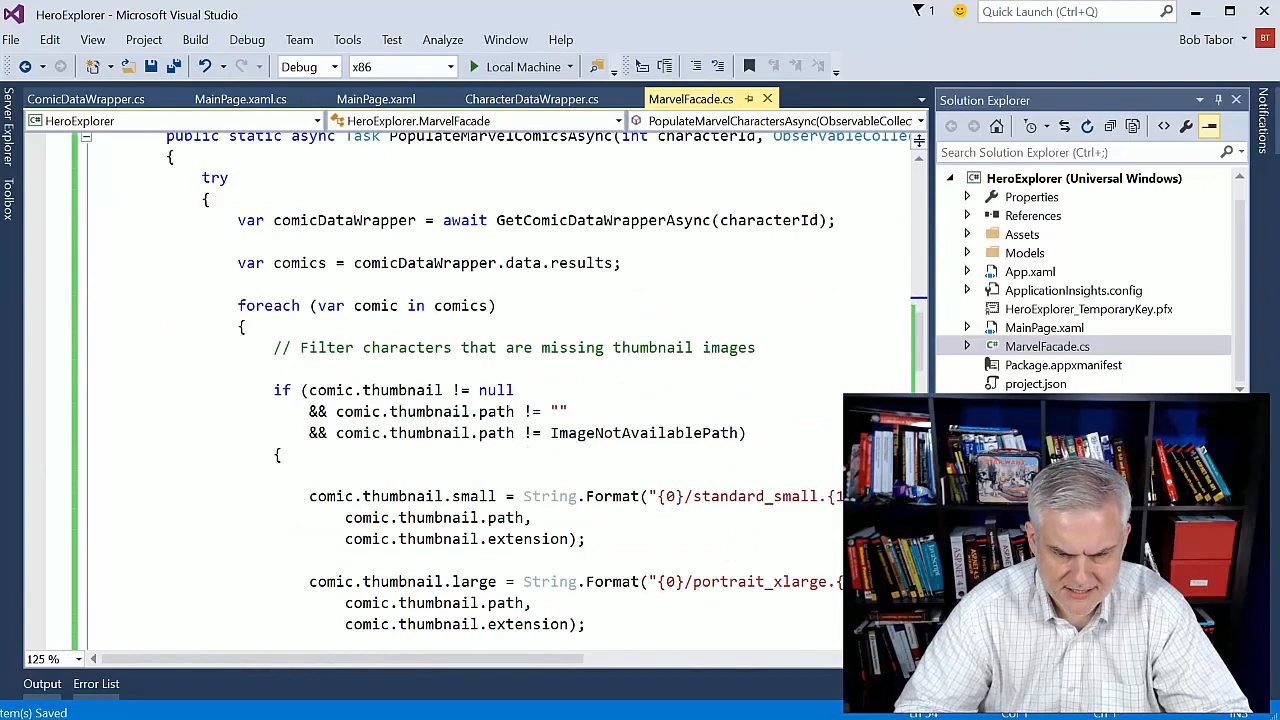 HeroExplorer - Microsoft Visual Studio
1
Quick Launch (Ctrl+Q)
File Edit View Project Build Debug Team Tools Test Analyze Window Help
Bob Tabor
BT
Debug
x86
Local Machine
Server Explorer
Toolbox
ComicDataWrapper.cs MainPage.xaml.cs MainPage.xaml CharacterDataWrapper.cs MarvelFacade.cs
HeroExplorer
HeroExplorer.MarvelFacade
PopulateMarvelCharactersAsync(ObservableCollec
public static async Task PopulateMarvelComicsAsync(int characterId, ObservableColle
{
try
{
var comicDataWrapper = await GetComicDataWrapperAsync(characterId);
var comics = comicDataWrapper.data.results;
foreach (var comic in comics)
{
// Filter characters that are missing thumbnail images
if (comic.thumbnail != null
&& comic.thumbnail.path != ""
&& comic.thumbnail.path != ImageNotAvailablePath)
{
comic.thumbnail.small = String.Format("{0}/standard_small.{1
comic.thumbnail.path,
comic.thumbnail.extension);
comic.thumbnail.large = String.Format("{0}/portrait_xlarge.{
comic.thumbnail.path,
comic.thumbnail.extension);
125 %
Output Error List
tem(s) Saved
Solution Explorer
Search Solution Explorer (Ctrl+;)
HeroExplorer (Universal Windows)
Properties
References
Assets
Models
App.xaml
ApplicationInsights.config
HeroExplorer_TemporaryKey.pfx
MainPage.xaml
MarvelFacade.cs
Package.appxmanifest
project.json
Notifications